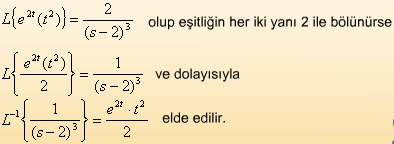 L{e^{2t}(t^2)} = 2/(s-2)^3 olup eşitliğin her iki yanı 2 ile bölünürse
L{e^{2t}(t^2)/2} = 1/(s-2)^3 ve dolayısıyla
L^{-1}{1/(s-2)^3} = e^{2t}·t^2/2 elde edilir.